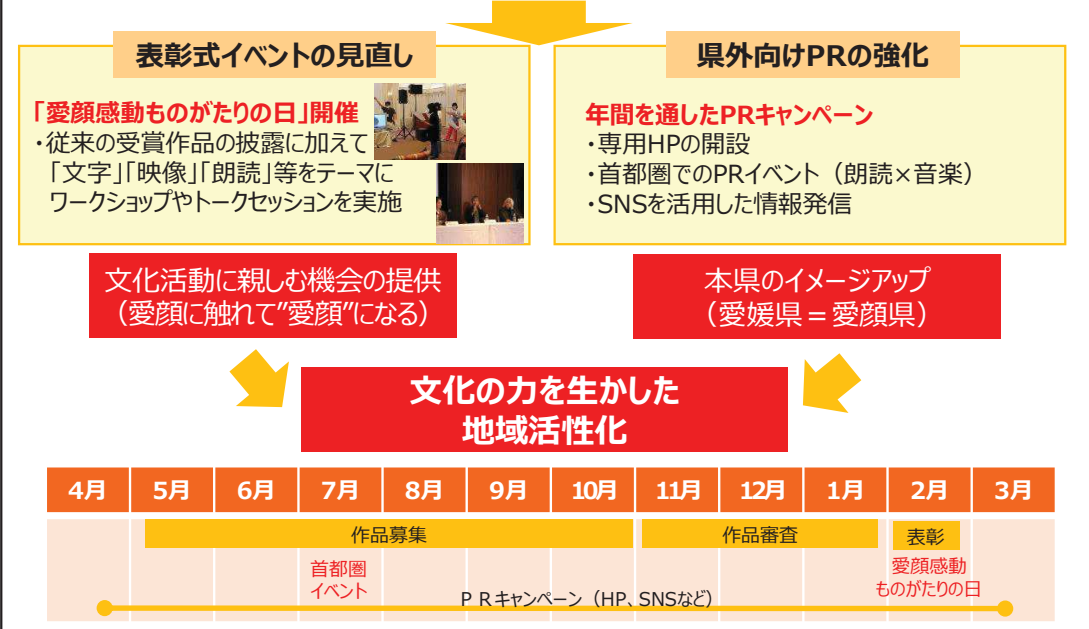 表彰式イベントの見直し
「愛顔感動ものがたりの日」開催
・従来の受賞作品の披露に加えて
「文字」「映像」「朗読」等をテーマに
ワークショップやトークセッションを実施
県外向けPRの強化
年間を通したPRキャンペーン
・専用HPの開設
・首都圏でのPRイベント（朗読×音楽）
・SNSを活用した情報発信
文化活動に親しむ機会の提供
（愛顔に触れて”愛顔”になる）
本県のイメージアップ
（愛媛県＝愛顔県）
文化の力を生かした
地域活性化
4月 5月 6月 7月 8月 9月 10月 11月 12月 1月 2月 3月
作品募集 作品審査 表彰
首都圏
イベント
愛顔感動
ものがたりの日
ＰＲキャンペーン（HP、SNSなど）